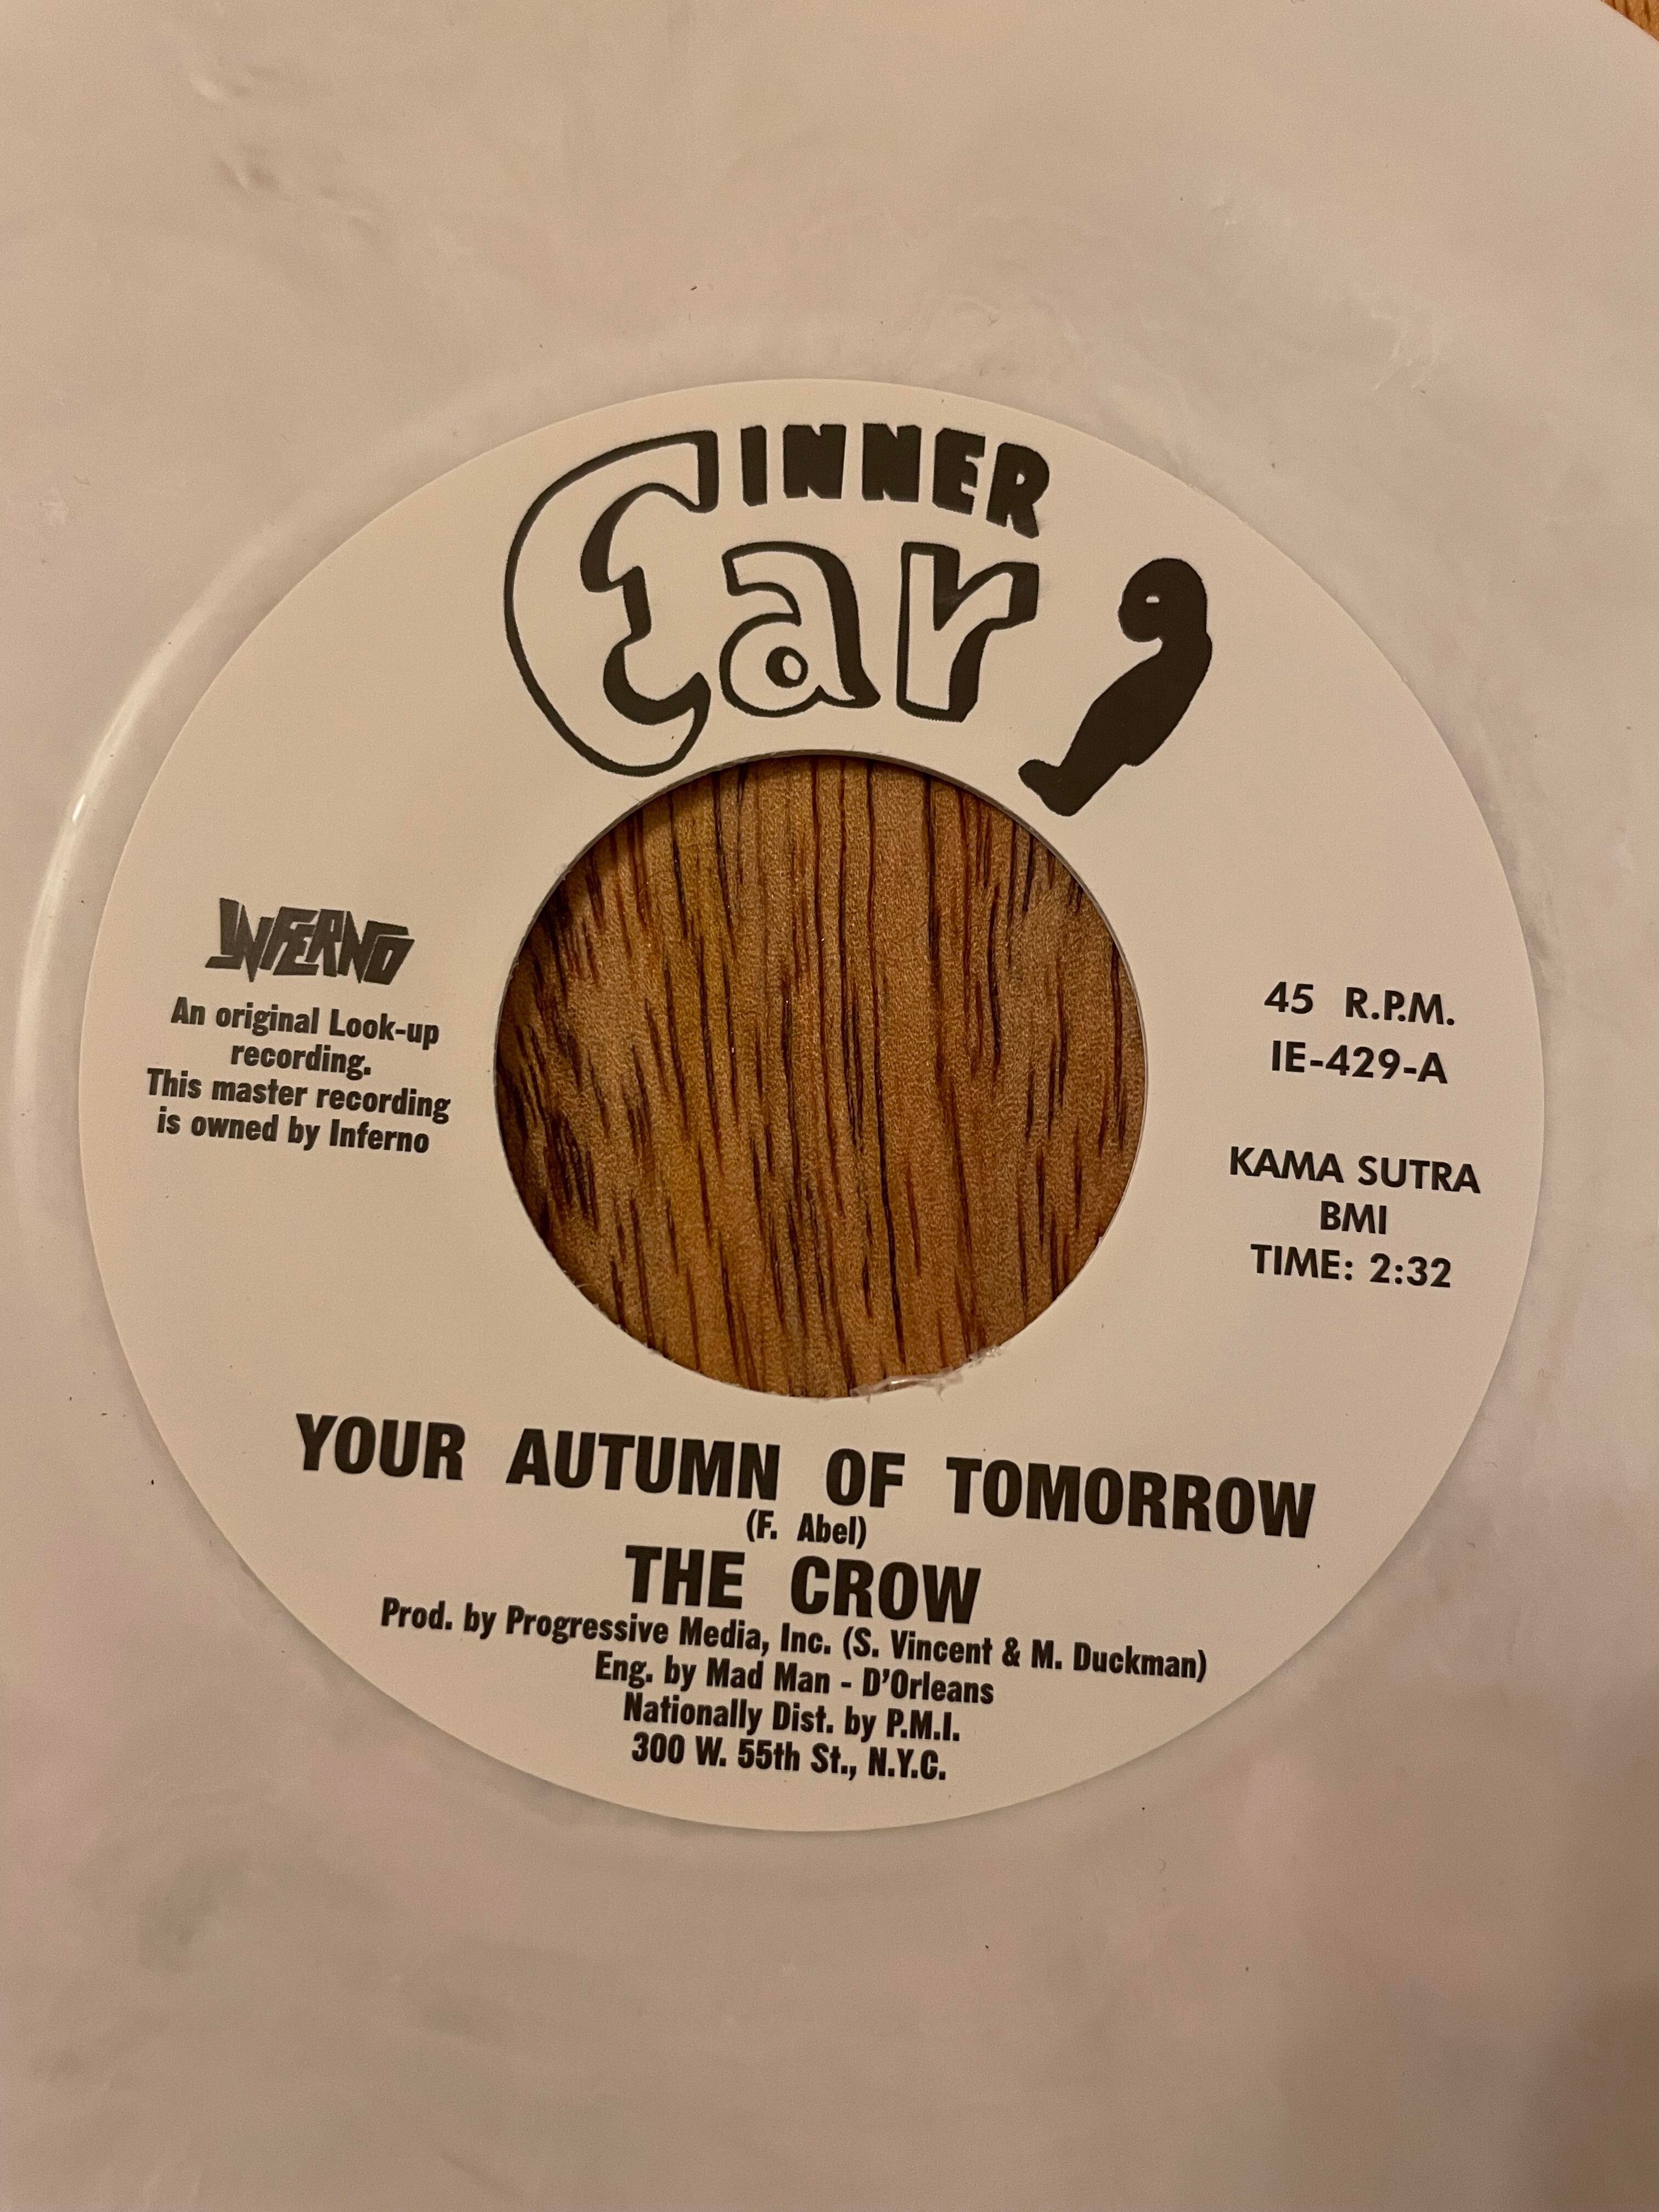 INNER
Ear
INFERNO
An original Look-up
recording.
This master recording
is owned by Inferno
45 R.P.M.
IE-429-A
KAMA SUTRA
BMI
TIME: 2:32
YOUR AUTUMN OF TOMORROW
(F. Abel)
THE CROW
Prod. by Progressive Media, Inc. (S. Vincent & M. Duckman)
Eng. by Mad Man - D'Orleans
Nationally Dist. by P.M.I.
300 W. 55th St., N.Y.C.